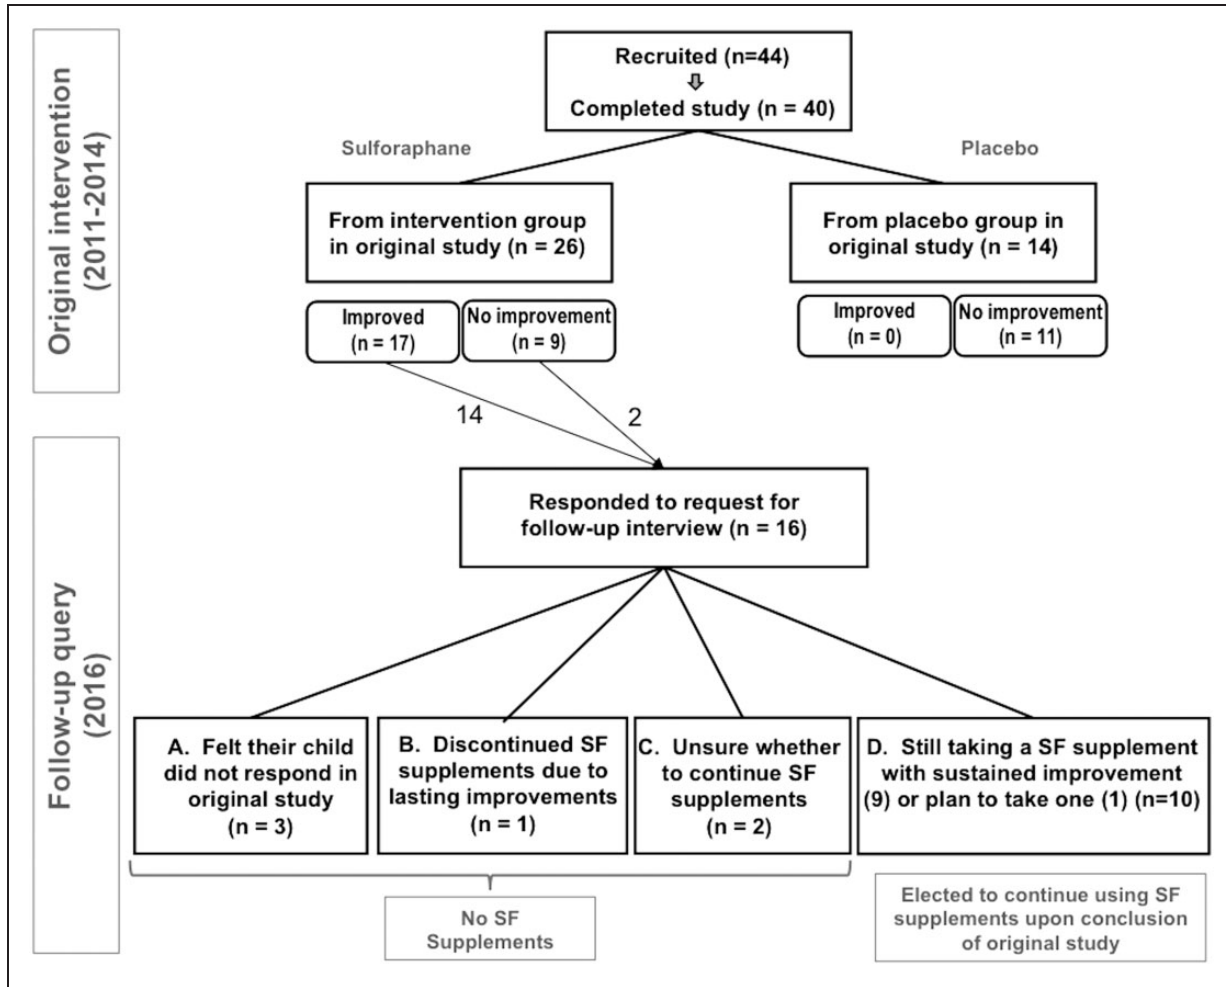 Original intervention
(2011-2014)
Recruited (n=44)
Completed study (n = 40)
Sulforaphane
Placebo
From intervention group
in original study (n = 26)
From placebo group in
original study (n = 14)
Improved
(n = 17)
No improvement
(n = 9)
Improved
(n = 0)
No improvement
(n = 11)
14
2
Follow-up query
(2016)
Responded to request for
follow-up interview (n = 16)
A. Felt their child
did not respond in
original study
(n = 3)
B. Discontinued SF
supplements due to
lasting improvements
(n = 1)
C. Unsure whether
to continue SF
supplements
(n = 2)
D. Still taking a SF supplement
with sustained improvement
(9) or plan to take one (1) (n=10)
No SF
Supplements
Elected to continue using SF
supplements upon conclusion
of original study